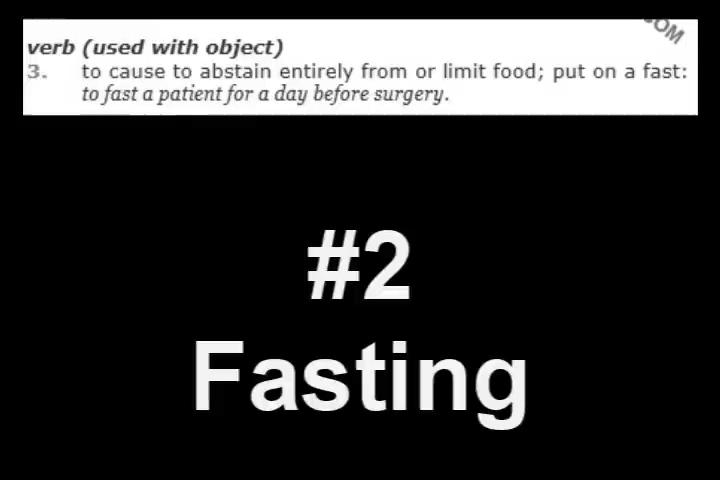 verb (used with object)
3. to cause to abstain entirely from or limit food; put on a fast:
to fast a patient for a day before surgery.
#2
Fasting